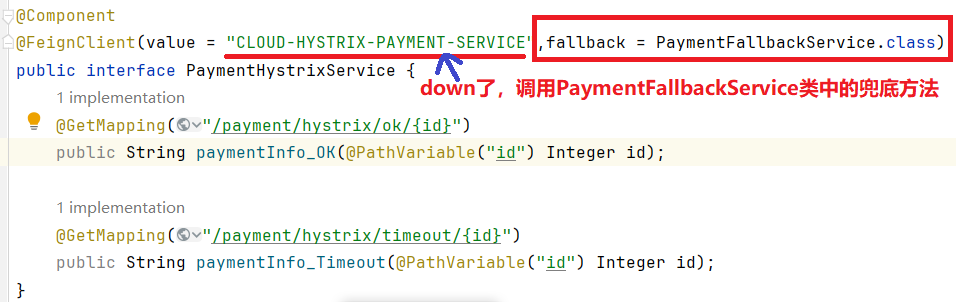 @Component
@FeignClient(value = "CLOUD-HYSTRIX-PAYMENT-SERVICE",fallback = PaymentFallbackService.class)
public interface PaymentHystrixService {
down了，调用PaymentFallbackService类中的兜底方法
1 implementation
@GetMapping("/payment/hystrix/ok/{id}")
public String paymentInfo_OK(@PathVariable("id") Integer id);
1 implementation
@GetMapping("/payment/hystrix/timeout/{id}")
public String paymentInfo_Timeout(@PathVariable("id") Integer id);
}